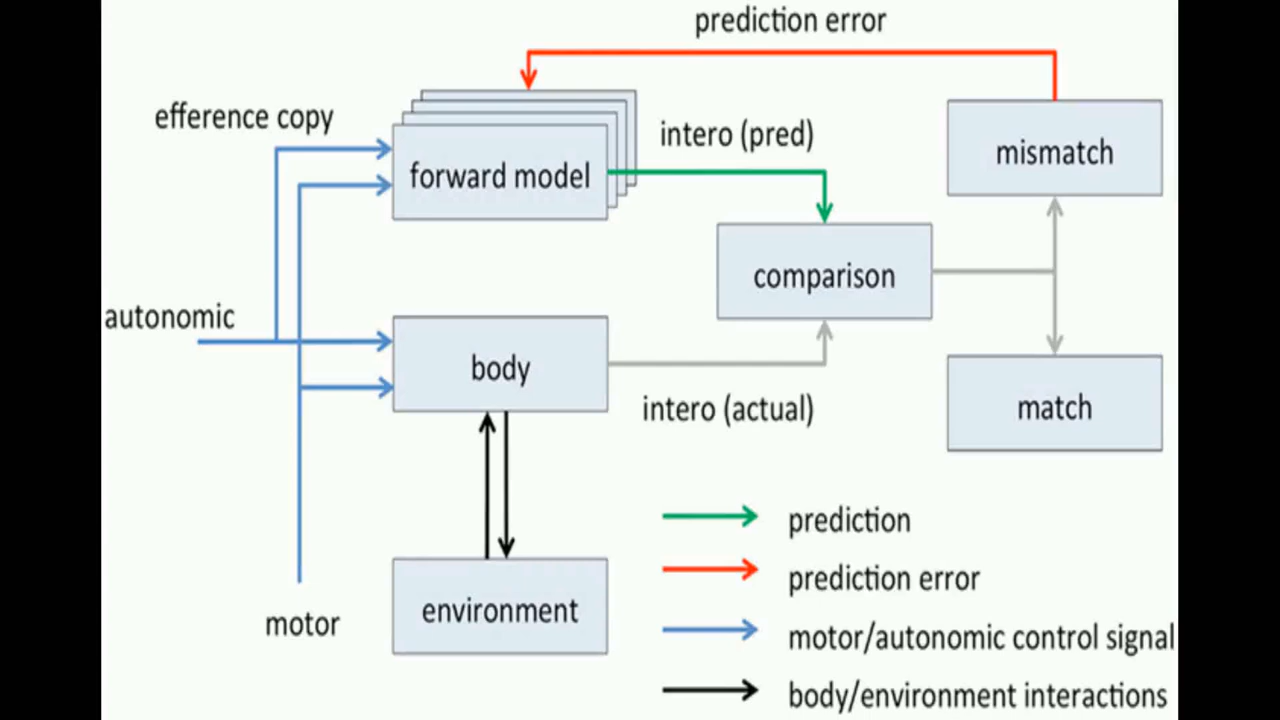 prediction error
efference copy
intero (pred)
mismatch
forward model
comparison
autonomic
body
intero (actual)
match
prediction
prediction error
environment
motor
motor/autonomic control signal
body/environment interactions